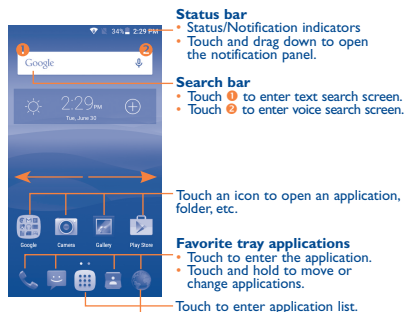 34% 2:29 PM
❶ ❷
Google
2:29PM
Tue, June 30
Google Camera Gallery Play Store
Status bar
• Status/Notification indicators
• Touch and drag down to open
the notification panel.
Search bar
• Touch ❶ to enter text search screen.
• Touch ❷ to enter voice search screen.
Touch an icon to open an application,
folder, etc.
Favorite tray applications
• Touch to enter the application.
• Touch and hold to move or
change applications.
Touch to enter application list.